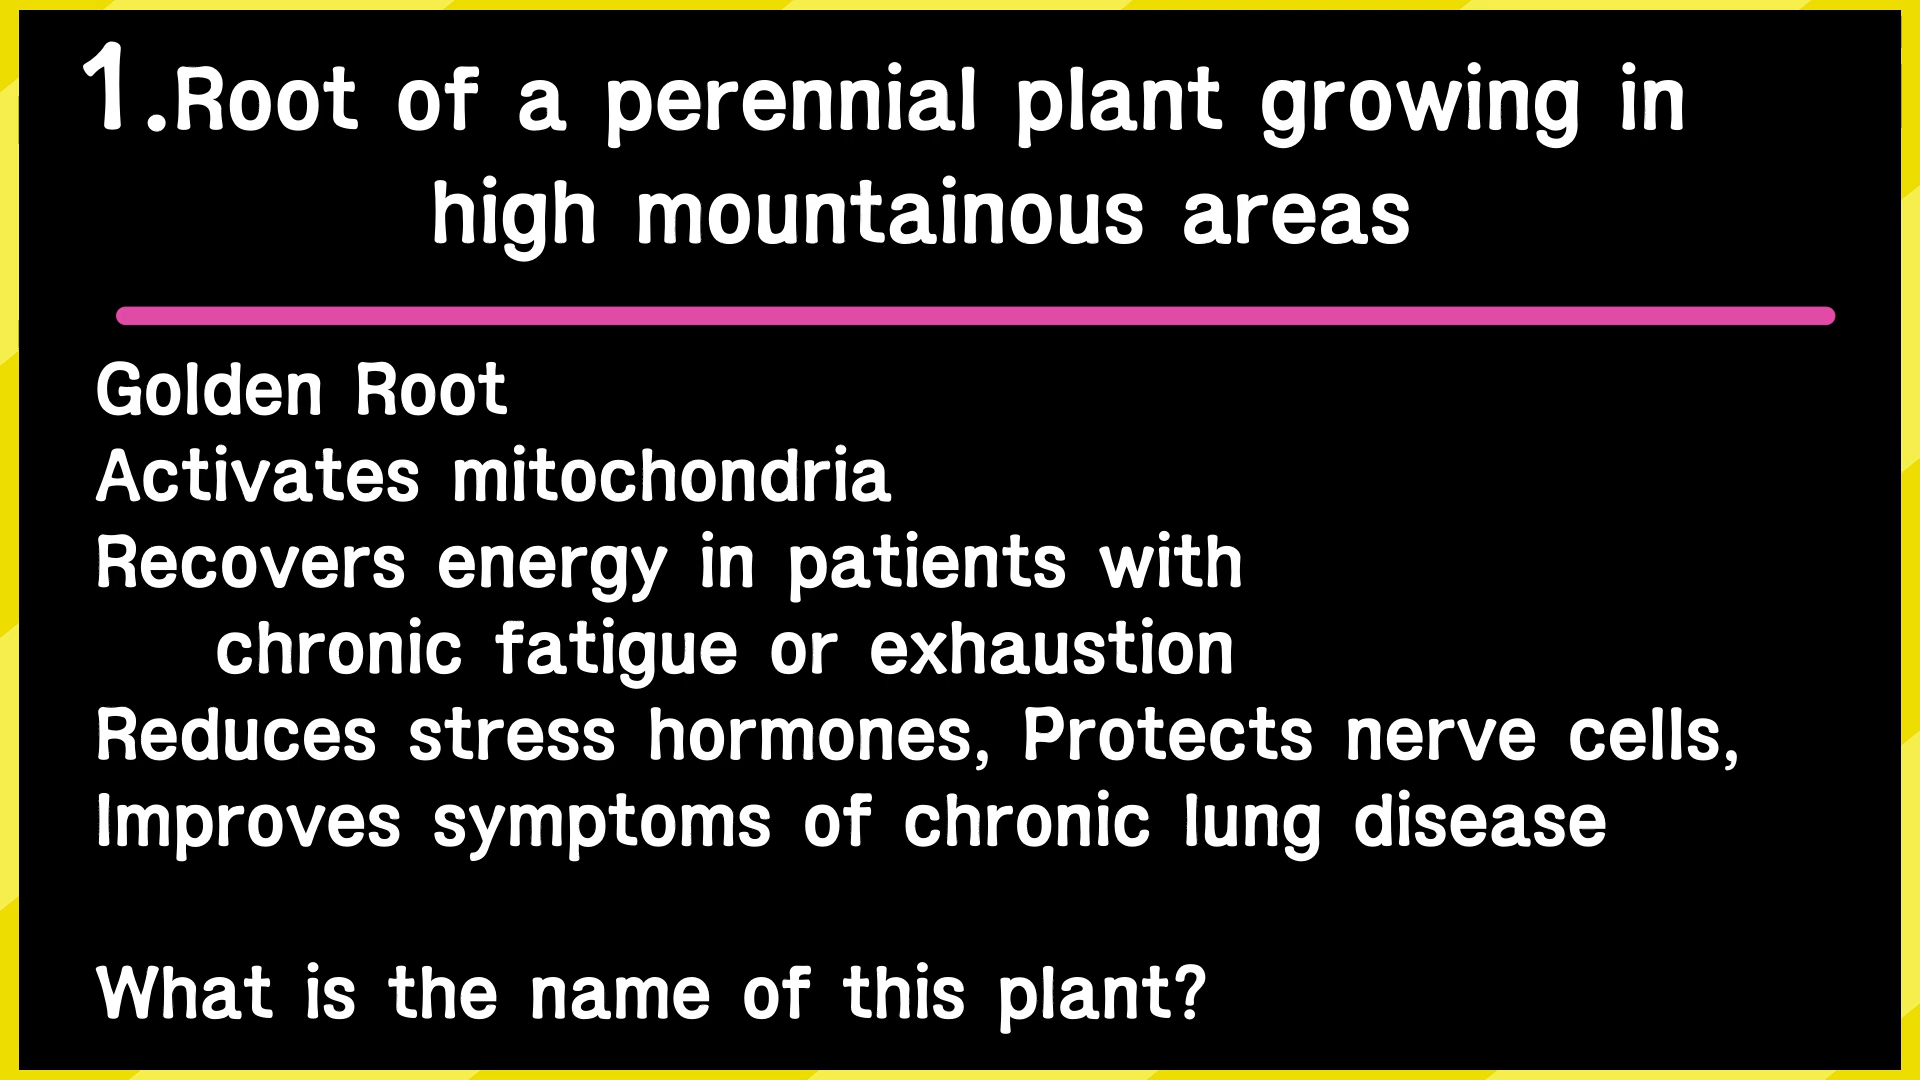 1.Root of a perennial plant growing in
high mountainous areas
Golden Root
Activates mitochondria
Recovers energy in patients with
chronic fatigue or exhaustion
Reduces stress hormones, Protects nerve cells,
Improves symptoms of chronic lung disease
What is the name of this plant?